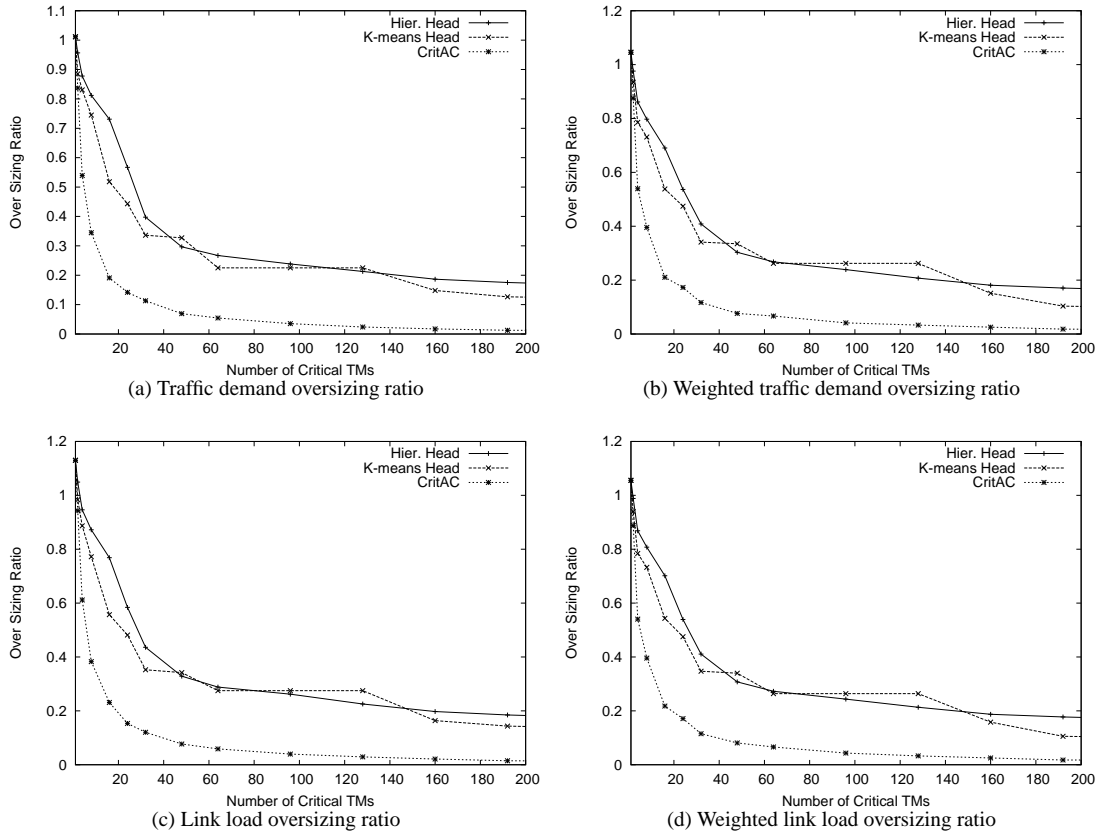 1.1
1
0.9
0.8
0.7
0.6
0.5
0.4
0.3
0.2
0.1
0
Over Sizing Ratio
Hier. Head
K-means Head
CritAC
20 40 60 80 100 120 140 160 180 200
Number of Critical TMs
(a) Traffic demand oversizing ratio
1.2
1
0.8
0.6
0.4
0.2
0
Over Sizing Ratio
Hier. Head
K-means Head
CritAC
20 40 60 80 100 120 140 160 180 200
Number of Critical TMs
(b) Weighted traffic demand oversizing ratio
1.2
1
0.8
0.6
0.4
0.2
0
Over Sizing Ratio
Hier. Head
K-means Head
CritAC
20 40 60 80 100 120 140 160 180 200
Number of Critical TMs
(c) Link load oversizing ratio
1.2
1
0.8
0.6
0.4
0.2
0
Over Sizing Ratio
Hier. Head
K-means Head
CritAC
20 40 60 80 100 120 140 160 180 200
Number of Critical TMs
(d) Weighted link load oversizing ratio